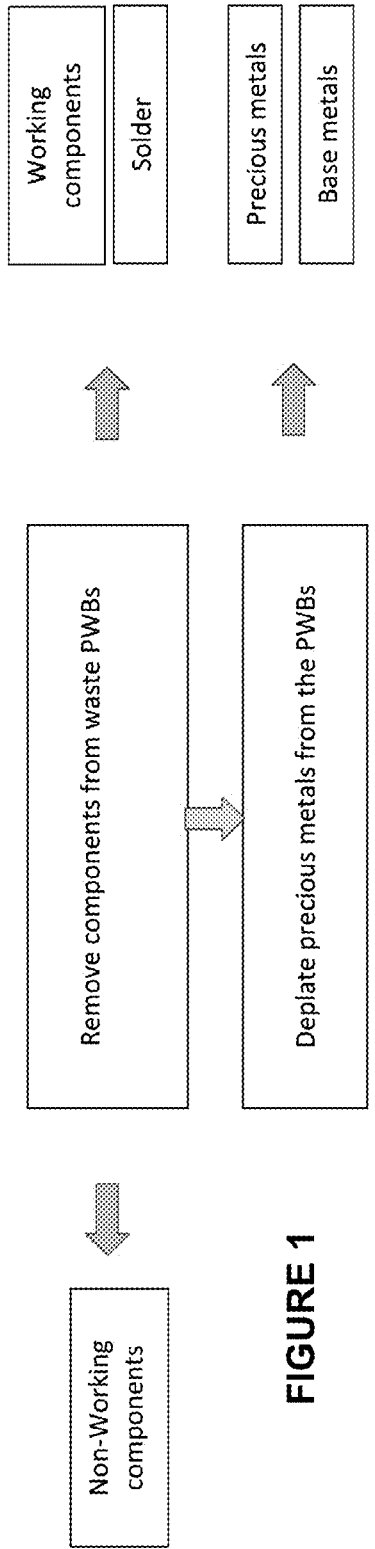 Non-Working
components
Remove components from waste PWBs
Working
components
Solder
Deplate precious metals from the PWBs
Precious metals
Base metals
FIGURE 1